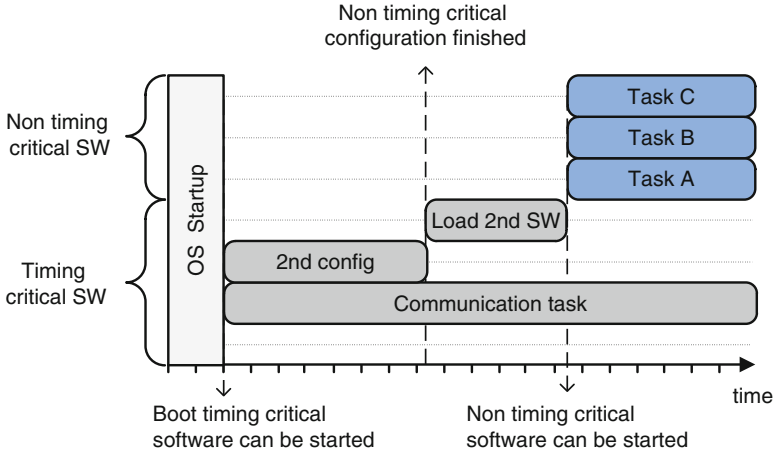 Non timing critical
configuration finished
Non timing
critical SW
Timing
critical SW
OS Startup
Task C
Task B
Task A
Load 2nd SW
2nd config
Communication task
time
Boot timing critical
software can be started
Non timing critical
software can be started